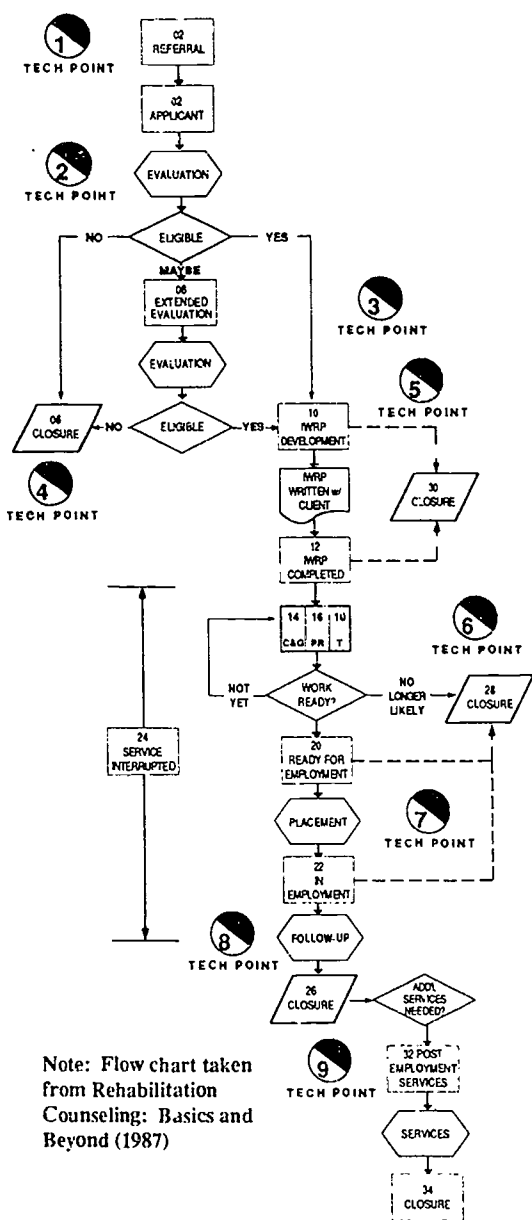 1
TECH POINT
02
REFERRAL
02
APPLICANT
2
TECH POINT
EVALUATION
NO
ELIGIBLE
YES
MAYBE
06
EXTENDED
EVALUATION
3
TECH POINT
EVALUATION
5
TECH POINT
08
CLOSURE
NO
ELIGIBLE
YES
10
IWRP
DEVELOPMENT
4
TECH POINT
IWRP
WRITTEN w/
CLIENT
30
CLOSURE
12
IWRP
COMPLETED
14
C&G
16
PR
T
6
TECH POINT
NOT
YET
WORK
READY?
NO
LONGER
LIKELY
28
CLOSURE
24
SERVICE
INTERRUPTED
20
READY FOR
EMPLOYMENT
PLACEMENT
7
TECH POINT
22
IN
EMPLOYMENT
8
TECH POINT
FOLLOW-UP
26
CLOSURE
ADD'L
SERVICES
NEEDED?
9
TECH POINT
32 POST
EMPLOYMENT
SERVICES
SERVICES
34
CLOSURE
Note: Flow chart taken
from Rehabilitation
Counseling: Basics and
Beyond (1987)